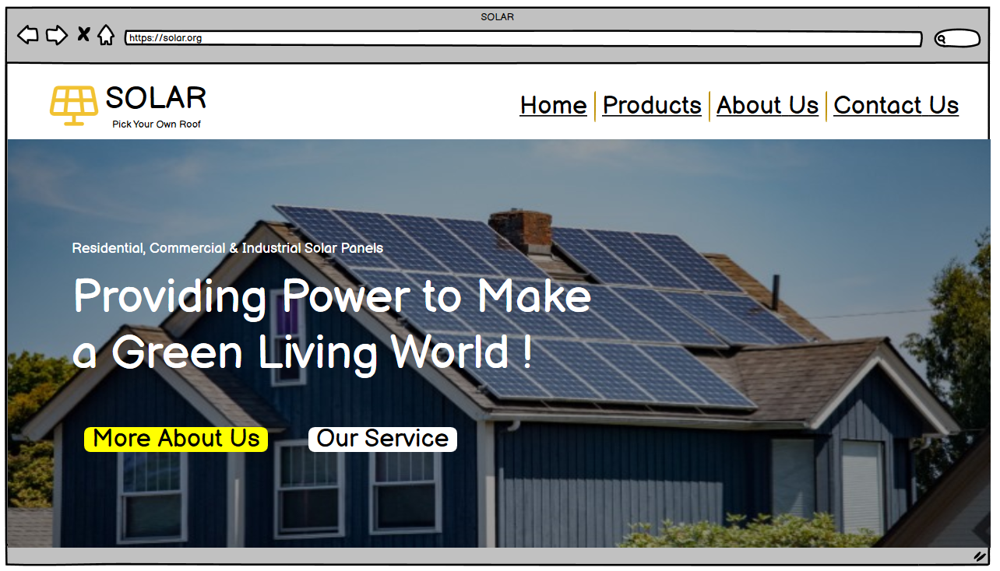 SOLAR
https://solar.org
SOLAR
Pick Your Own Roof
Home Products About Us Contact Us
Residential, Commercial & Industrial Solar Panels
Providing Power to Make
a Green Living World !
More About Us Our Service